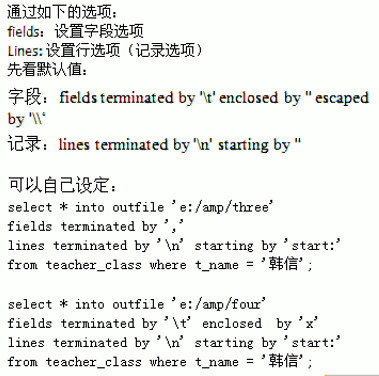 通过如下的选项：
fields：设置字段选项
Lines: 设置行选项（记录选项）
先看默认值：
字段：fields terminated by '\t' enclosed by '' escaped
by '\\‘
记录：lines terminated by '\n' starting by ''
可以自己设定：
select * into outfile 'e:/amp/three'
fields terminated by ','
lines terminated by '\n' starting by 'start:'
from teacher_class where t_name = '韩信';
select * into outfile 'e:/amp/four'
fields terminated by '\t' enclosed  by 'x'
lines terminated by '\n' starting by 'start:'
from teacher_class where t_name = '韩信';